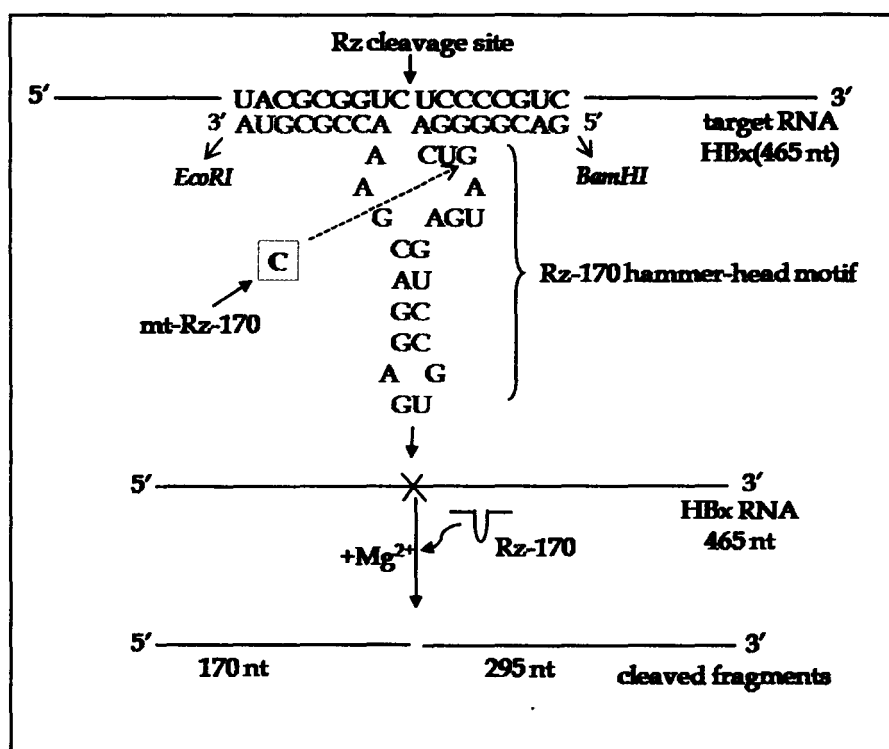 Rz cleavage site
5′ UACGCGGUC UCCCCGUC 3′
3′ AUGCGCCA AGGGGCAG 5′ target RNA
A CUG HBx(465 nt)
EcoRI BamHI
A A
G AGU
C CG Rz-170 hammer-head motif
AU
mt-Rz-170 GC
GC
A G
GU
5′ 3′
HBx RNA
+Mg2+ Rz-170 465 nt
5′ 3′
170 nt 295 nt cleaved fragments